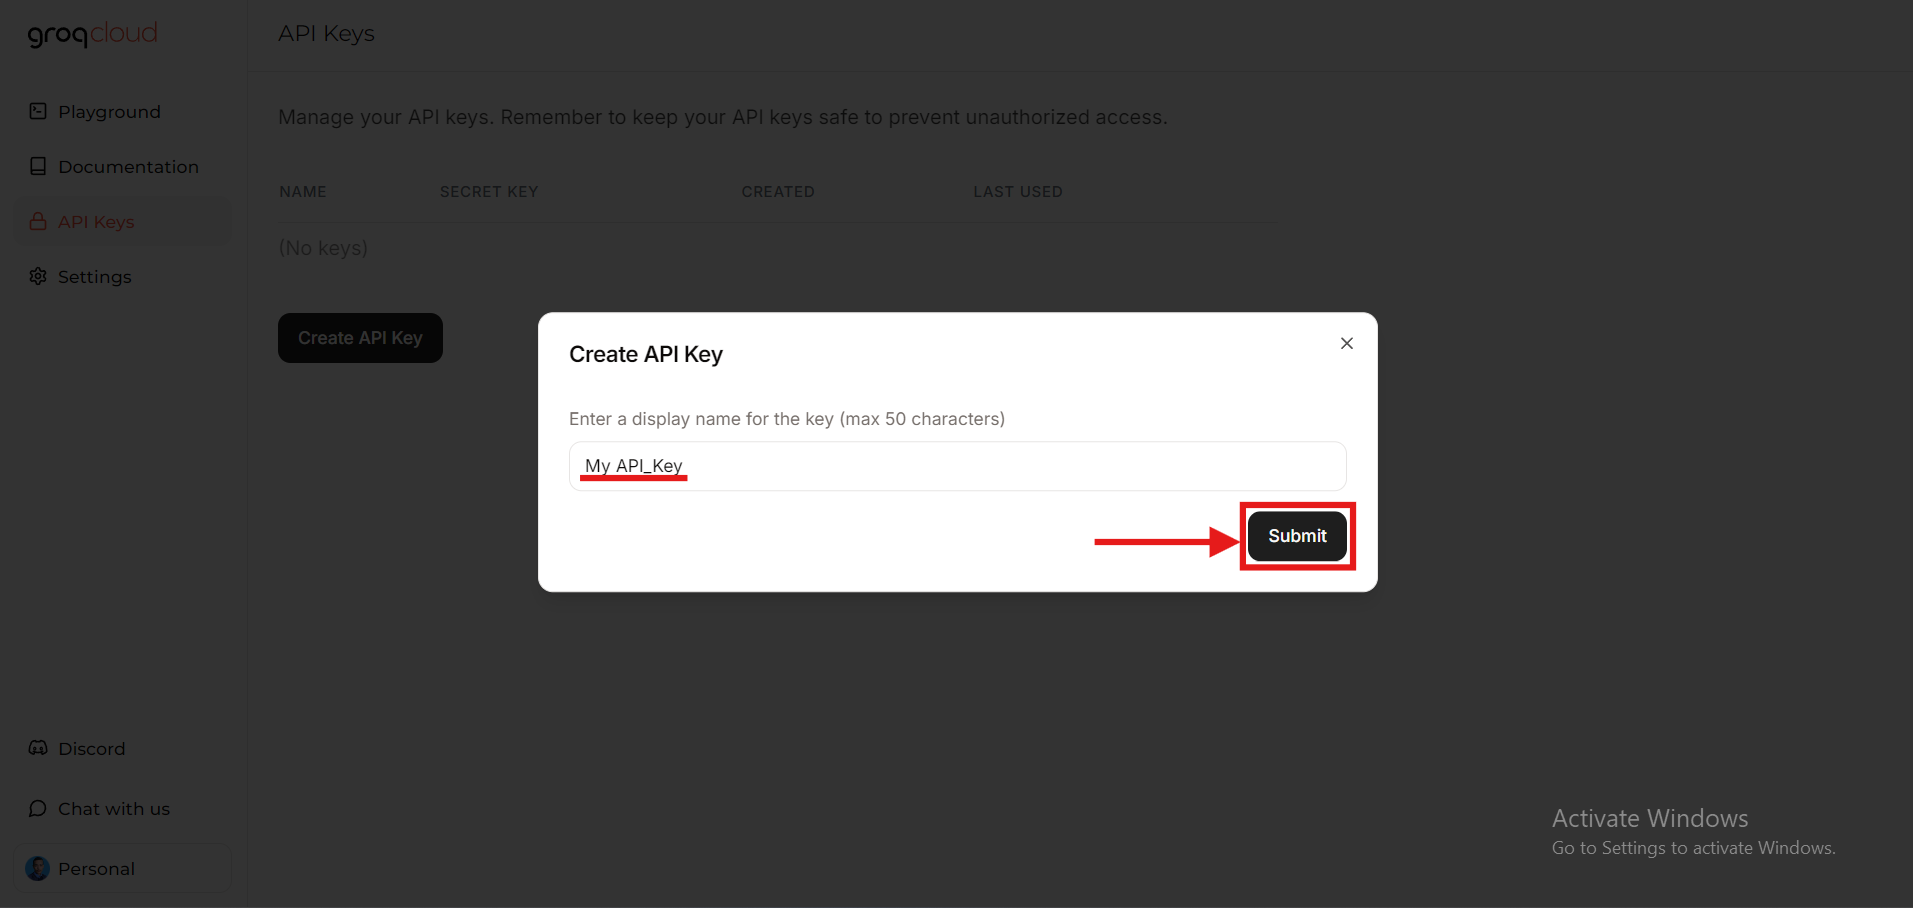 groqcloud
API Keys
Playground
Documentation
API Keys
Settings
Manage your API keys. Remember to keep your API keys safe to prevent unauthorized access.
NAME SECRET KEY CREATED LAST USED
(No keys)
Create API Key
Create API Key
Enter a display name for the key (max 50 characters)
My API_Key
Submit
Discord
Chat with us
Personal
Activate Windows
Go to Settings to activate Windows.